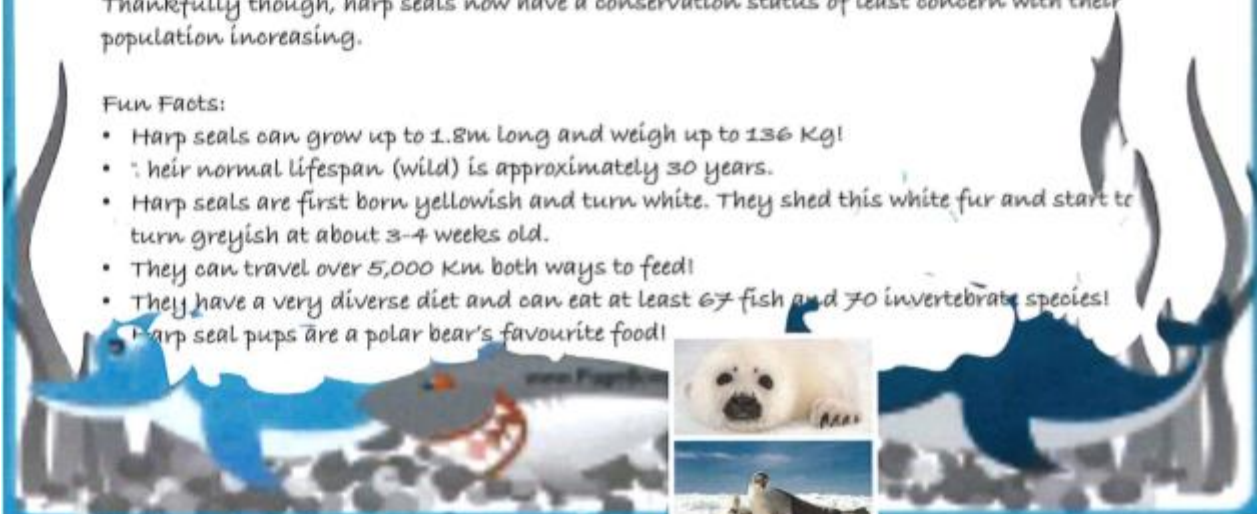 Thankfully though, harp seals now have a conservation status of least concern with their
population increasing.
Fun Facts:
• Harp seals can grow up to 1.8m long and weigh up to 136 Kg!
• heir normal lifespan (wild) is approximately 30 years.
• Harp seals are first born yellowish and turn white. They shed this white fur and start to
turn greyish at about 3-4 weeks old.
• They can travel over 5,000 Km both ways to feed!
• They have a very diverse diet and can eat at least 67 fish and 70 invertebrate species!
Harp seal pups are a polar bear's favourite food!